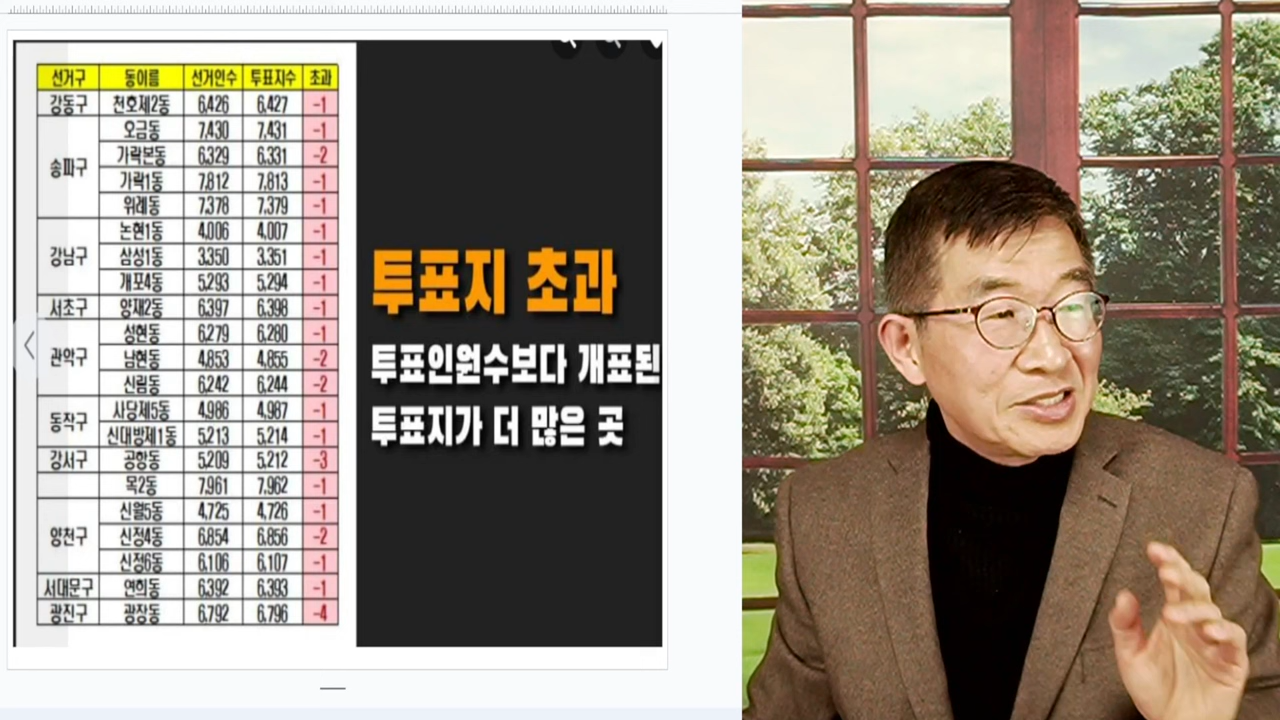 선거구 동이름 선거인수 투표지수 초과
강동구 천호제2동 6,426 6,427 -1
송파구 오금동 7,430 7,431 -1
가락본동 6,329 6,331 -2
가락1동 7,812 7,813 -1
위례동 7,378 7,379 -1
강남구 논현1동 4,006 4,007 -1
삼성1동 3,350 3,351 -1
개포4동 5,293 5,294 -1
서초구 양재2동 6,397 6,398 -1
관악구 성현동 6,279 6,280 -1
남현동 4,853 4,855 -2
신림동 6,242 6,244 -2
동작구 사당제5동 4,986 4,987 -1
신대방제1동 5,213 5,214 -1
강서구 공항동 5,209 5,212 -3
목2동 7,961 7,962 -1
양천구 신월5동 4,725 4,726 -1
신정4동 6,854 6,856 -2
신정6동 6,106 6,107 -1
서대문구 연희동 6,392 6,393 -1
광진구 광장동 6,792 6,796 -4
투표지 초과
투표인원수보다 개표된
투표지가 더 많은 곳